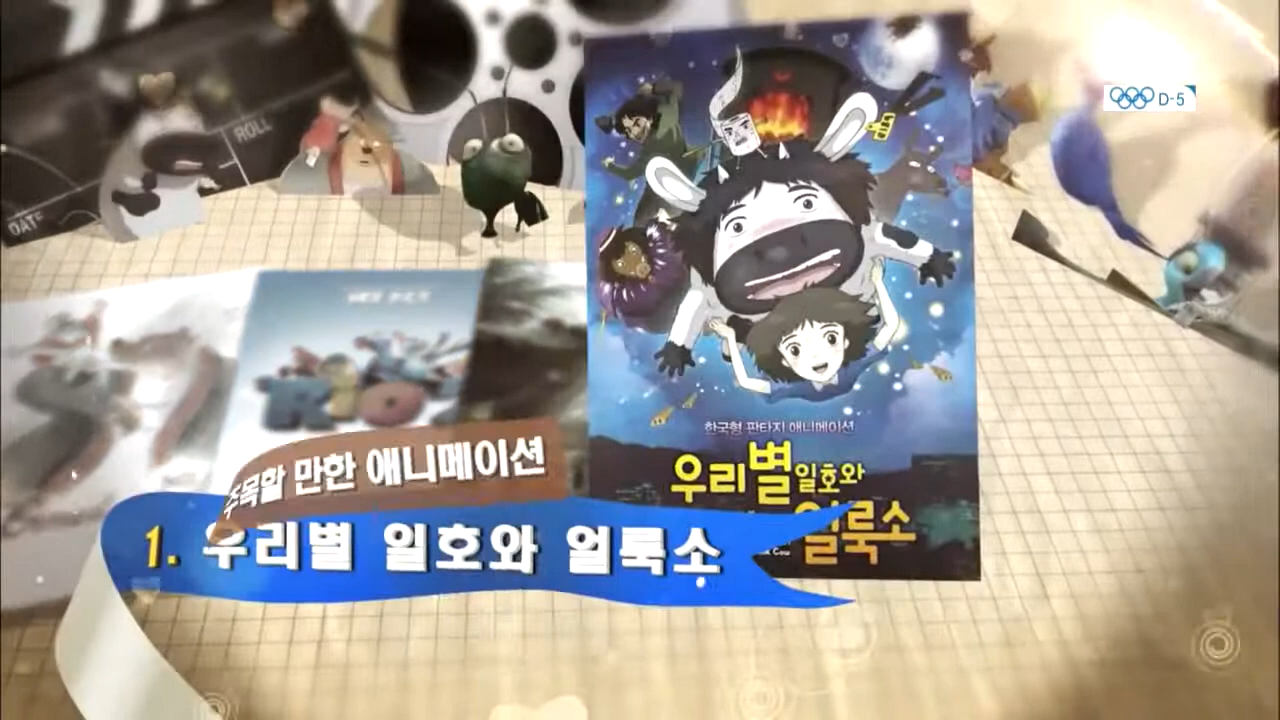 D-5
ROLL
DATE
한국형 판타지 애니메이션
우리별 일호와
얼룩소
Cow
RIO
주목할 만한 애니메이션
1. 우리별 일호와 얼룩소